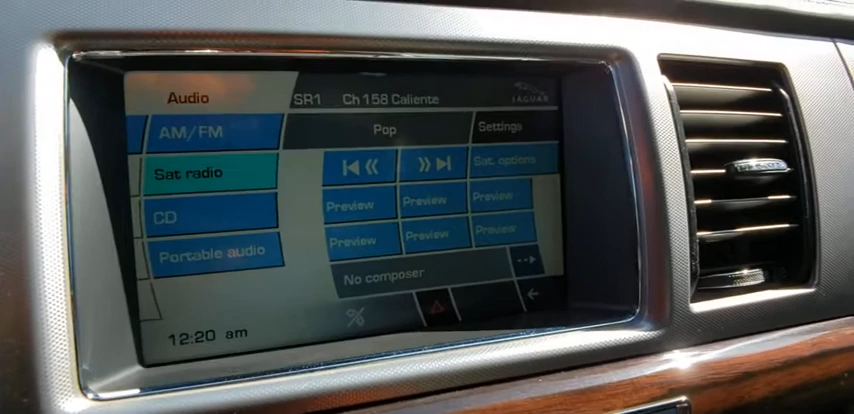 Audio
SR1 Ch 158 Caliente
JAGUAR
AM/FM
Pop
Settings
Sat radio
Sat. options
CD
Preview Preview Preview
Portable audio
Preview Preview Preview
No composer
12:20 am